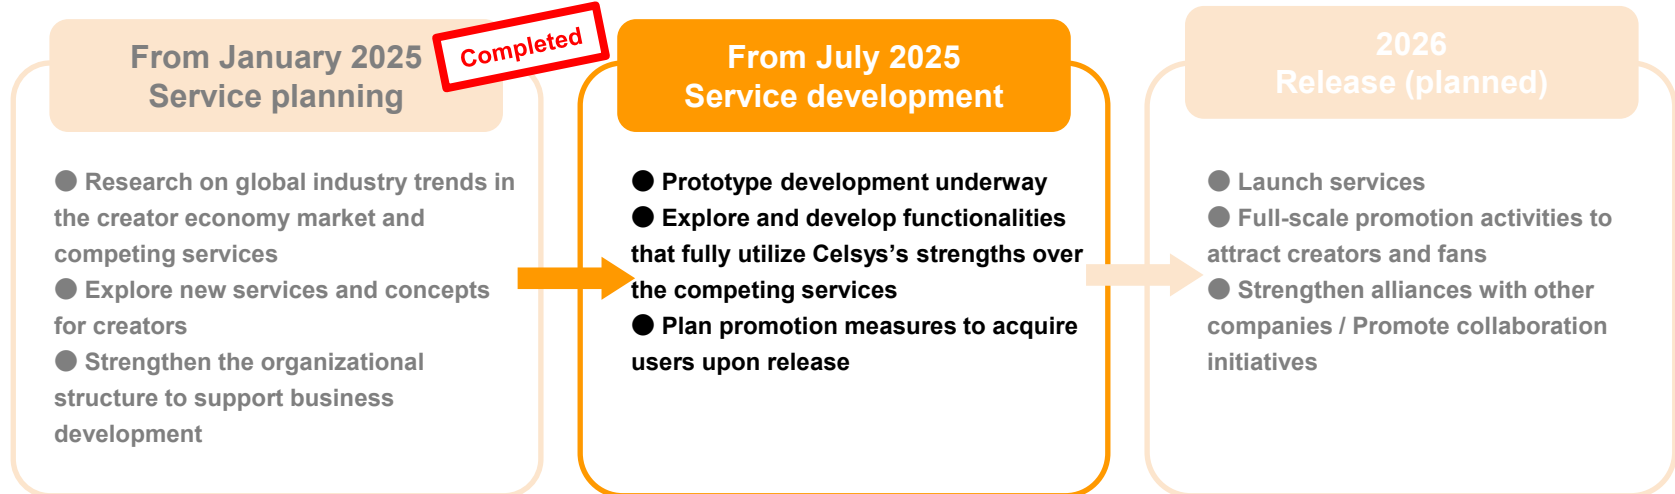 From January 2025
Service planning
Completed
● Research on global industry trends in
the creator economy market and
competing services
● Explore new services and concepts
for creators
● Strengthen the organizational
structure to support business
development
From July 2025
Service development
● Prototype development underway
● Explore and develop functionalities
that fully utilize Celsys's strengths over
the competing services
● Plan promotion measures to acquire
users upon release
2026
Release (planned)
● Launch services
● Full-scale promotion activities to
attract creators and fans
● Strengthen alliances with other
companies / Promote collaboration
initiatives